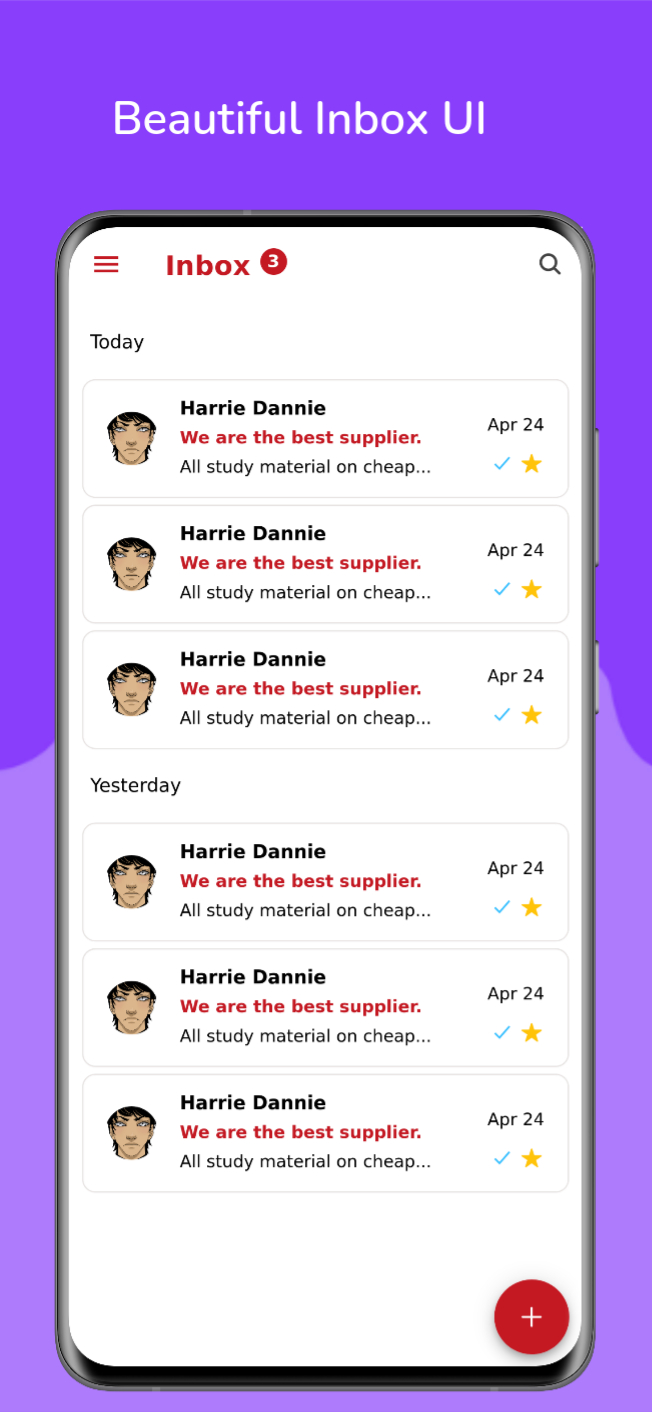 Beautiful Inbox UI
Inbox 3
Today
Harrie Dannie
We are the best supplier.
All study material on cheap...
Apr 24
Harrie Dannie
We are the best supplier.
All study material on cheap...
Apr 24
Harrie Dannie
We are the best supplier.
All study material on cheap...
Apr 24
Yesterday
Harrie Dannie
We are the best supplier.
All study material on cheap...
Apr 24
Harrie Dannie
We are the best supplier.
All study material on cheap...
Apr 24
Harrie Dannie
We are the best supplier.
All study material on cheap...
Apr 24